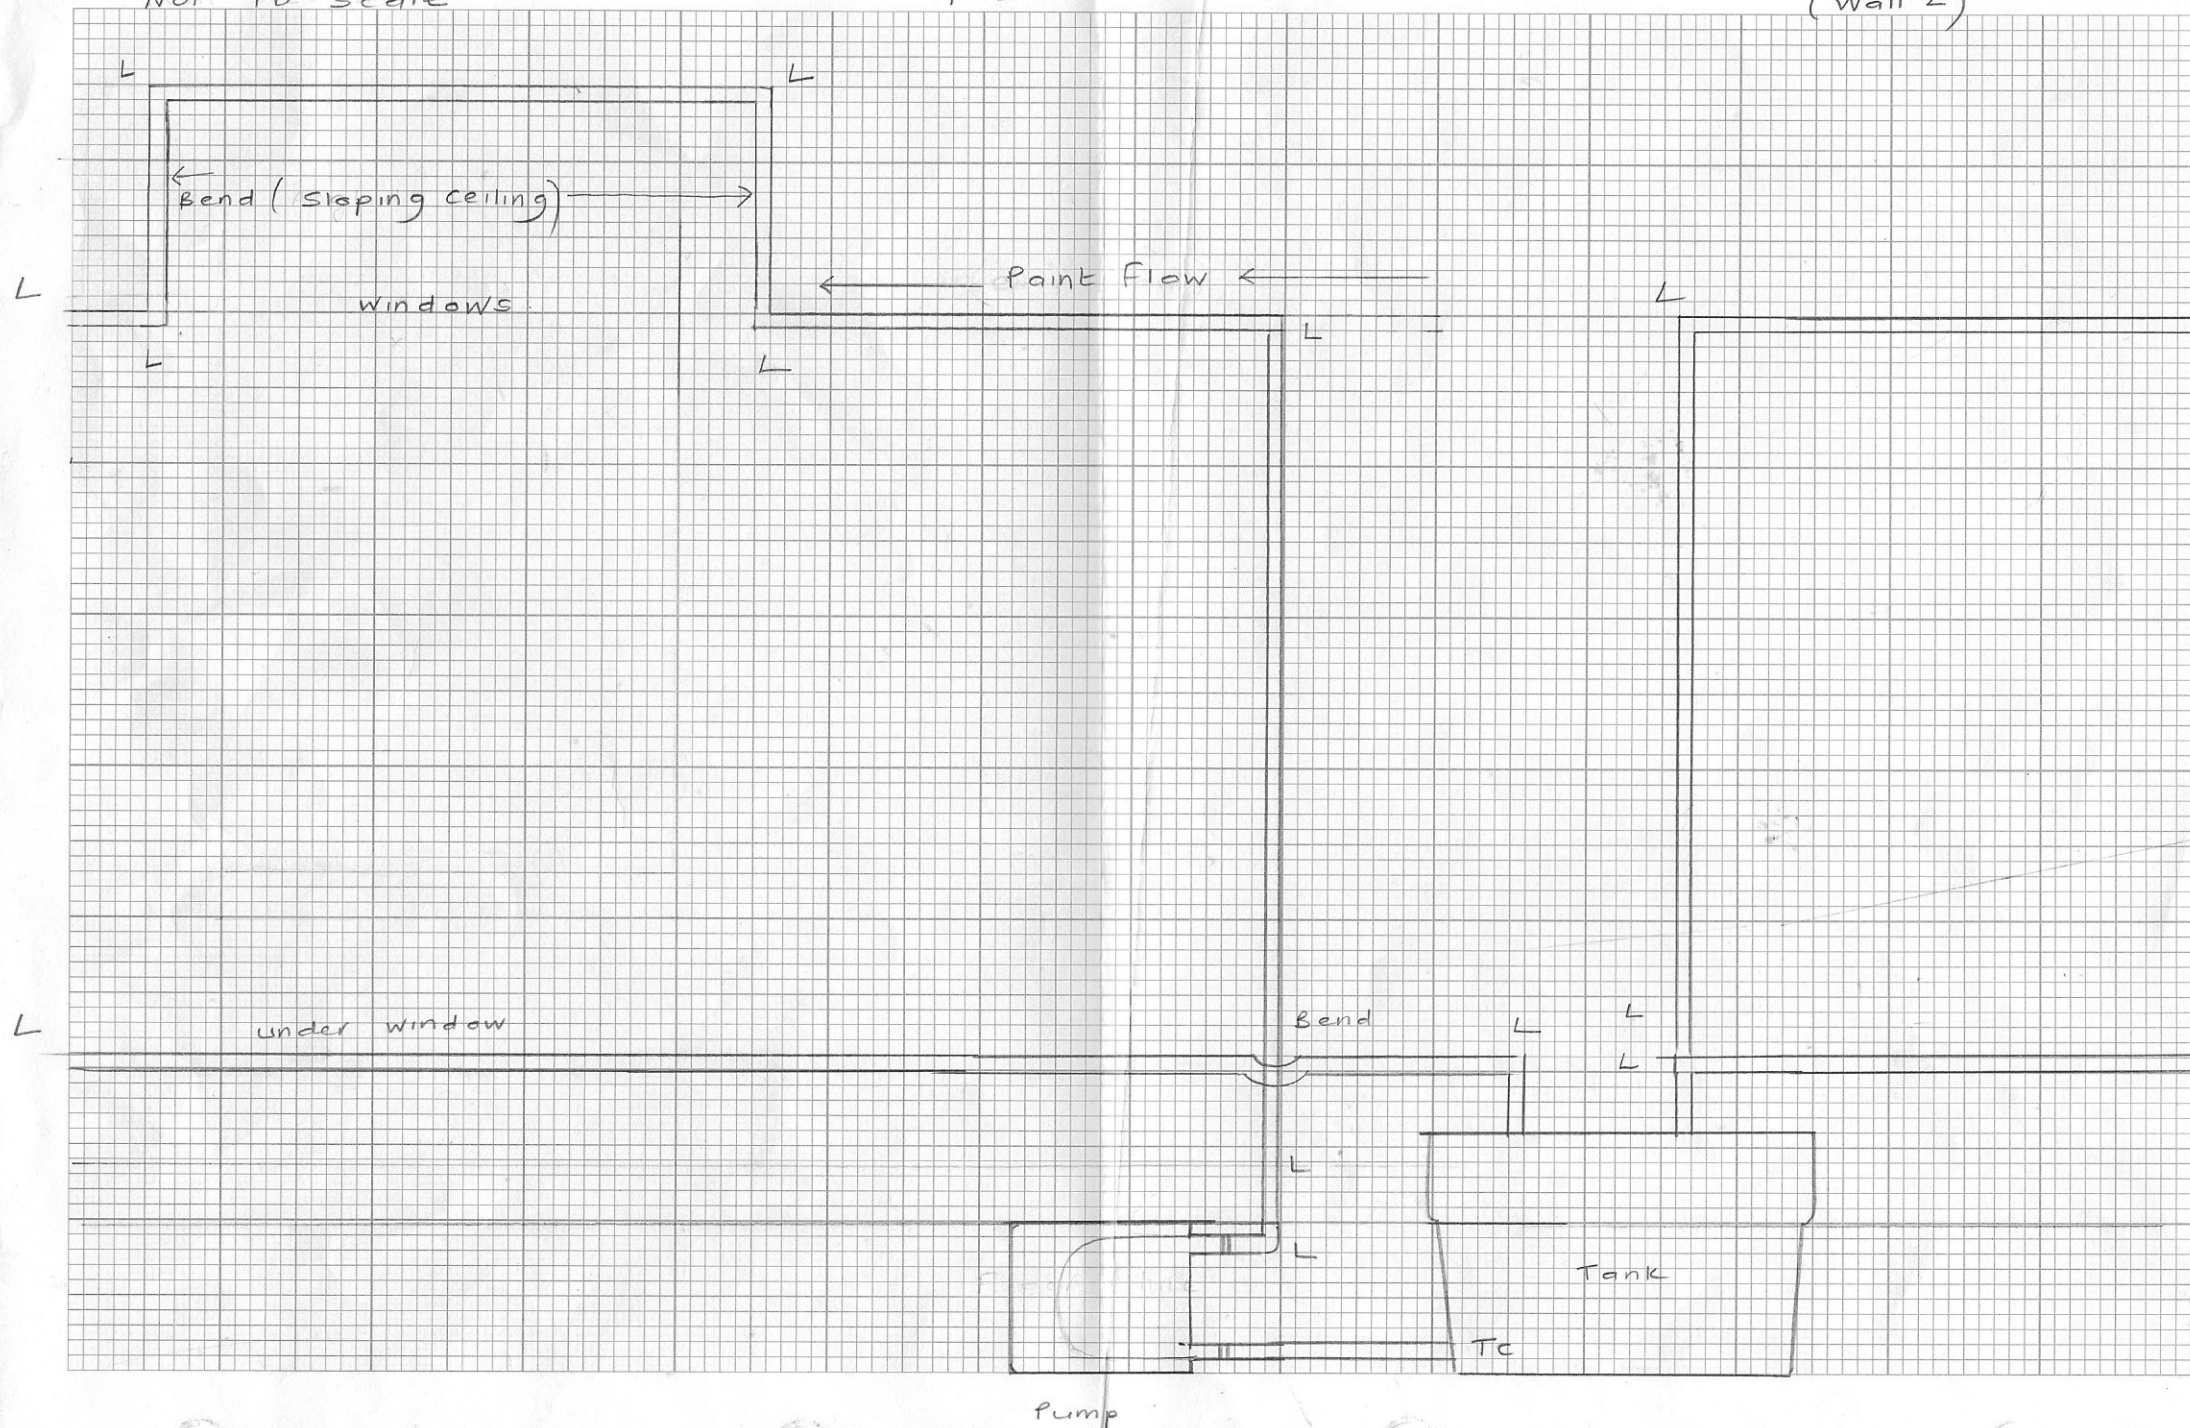 Not To Scale
(Wall 2)
L
L
Bend (Sloping Ceiling)
Paint Flow
L
L
Windows
L
L
L
Under Window
L
Bend
L
L
L
L
L
Tank
Tc
Pump